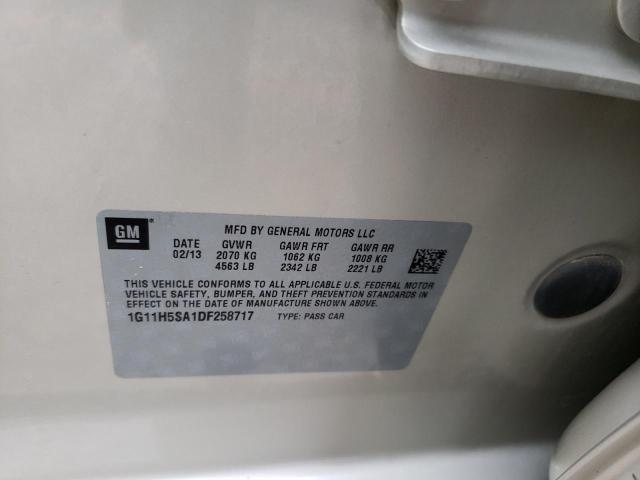 GM
MFD BY GENERAL MOTORS LLC
DATE GVWR GAWR FRT GAWR RR
02/13 2070 KG 1062 KG 1008 KG
4563 LB 2342 LB 2221 LB
THIS VEHICLE CONFORMS TO ALL APPLICABLE U.S. FEDERAL MOTOR
VEHICLE SAFETY, BUMPER, AND THEFT PREVENTION STANDARDS IN
EFFECT ON THE DATE OF MANUFACTURE SHOWN ABOVE.
1G11H5SA1DF258717 TYPE: PASS CAR